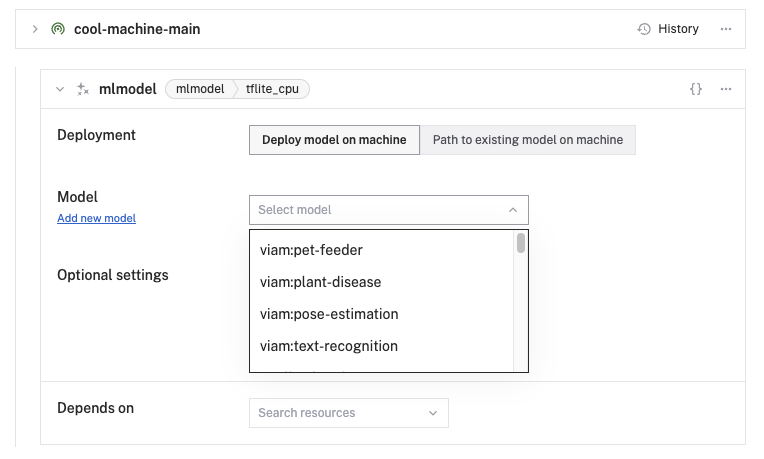 cool-machine-main
History
mlmodel
mlmodel
tflite_cpu
{}
Deployment
Deploy model on machine
Path to existing model on machine
Model
Add new model
Select model
viam:pet-feeder
viam:plant-disease
viam:pose-estimation
viam:text-recognition
Optional settings
Depends on
Search resources